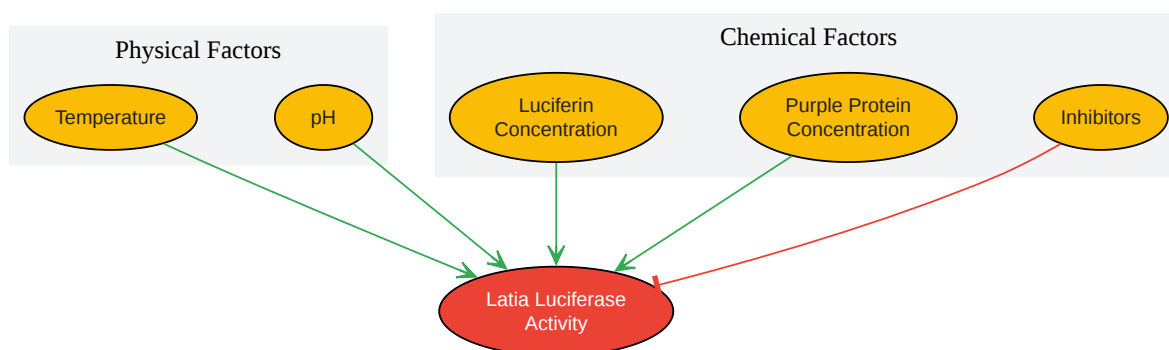 Physical Factors
Chemical Factors
Temperature
pH
Luciferin
Concentration
Purple Protein
Concentration
Inhibitors
Latia Luciferase
Activity